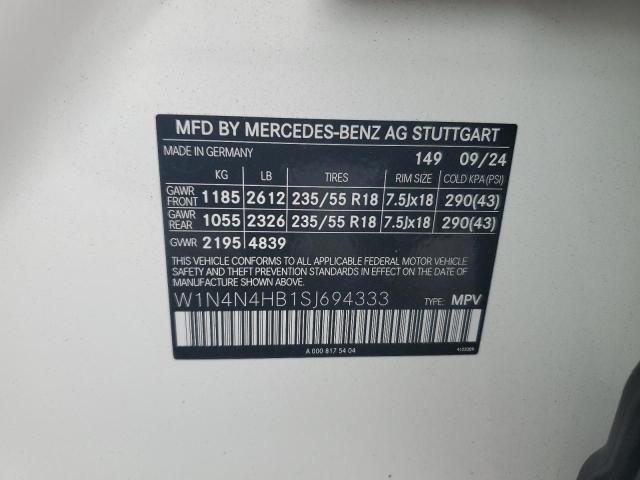 MFD BY MERCEDES-BENZ AG STUTTGART
MADE IN GERMANY 149 09/24
KG LB TIRES RIM SIZE COLD KPA(PSI)
GAWR FRONT 1185 2612 235/55 R18 7.5Jx18 290(43)
GAWR REAR 1055 2326 235/55 R18 7.5Jx18 290(43)
GVWR 2195 4839
THIS VEHICLE CONFORMS TO ALL APPLICABLE FEDERAL MOTOR VEHICLE
SAFETY AND THEFT PREVENTION STANDARDS IN EFFECT ON THE DATE OF
MANUFACTURE SHOWN ABOVE.
W1N4N4HB1SJ694333 TYPE: MPV
A 000 817 54 04